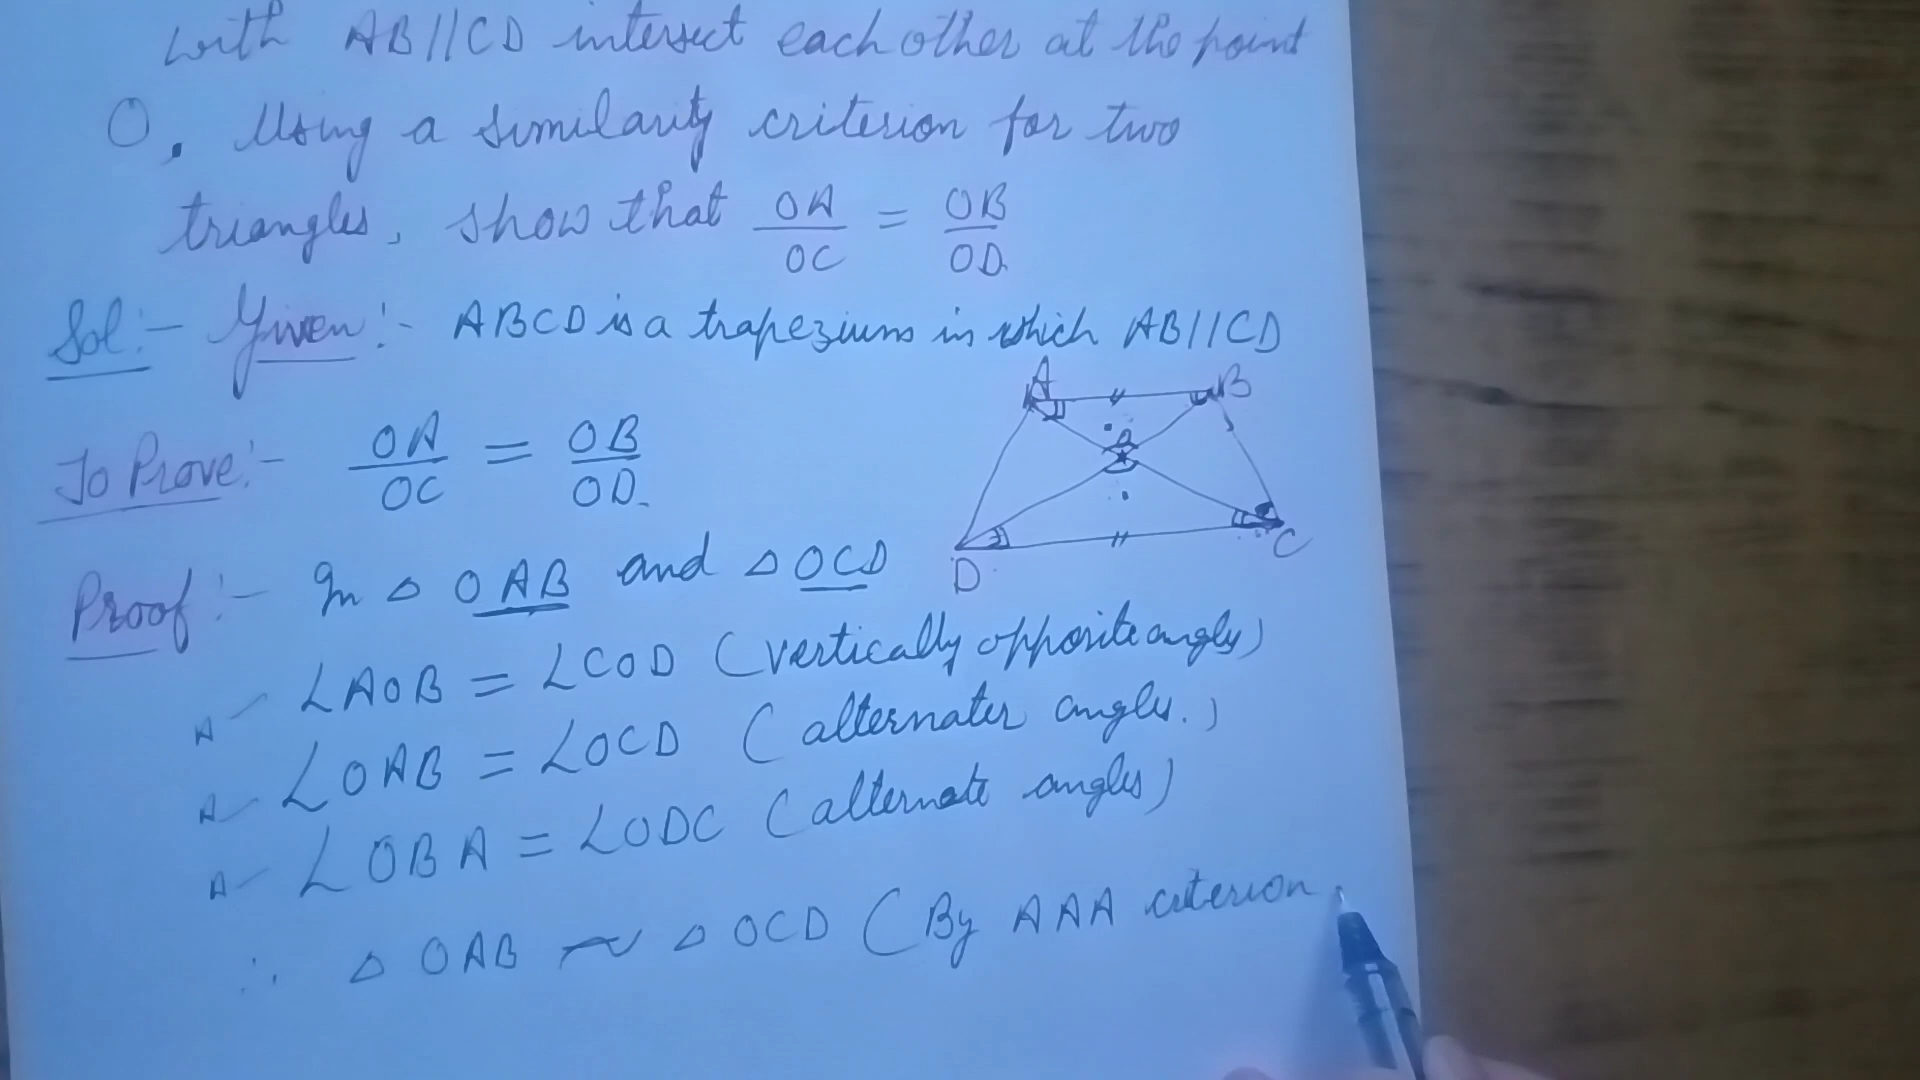 with AB//CD intersect each other at the point
O. Using a similarity criterion for two
triangles, show that OA/OC = OB/OD.
Sol:- Given:- ABCD is a trapezium in which AB//CD
A B
To Prove:- OA/OC = OB/OD.
O
D C
Proof:- In △ OAB and △ OCD
A- ∠AOB = ∠COD (vertically opposite angles)
A- ∠OAB = ∠OCD (alternater angles.)
A- ∠OBA = ∠ODC (alternate angles)
∴ △ OAB ~ △ OCD (By AAA criterion